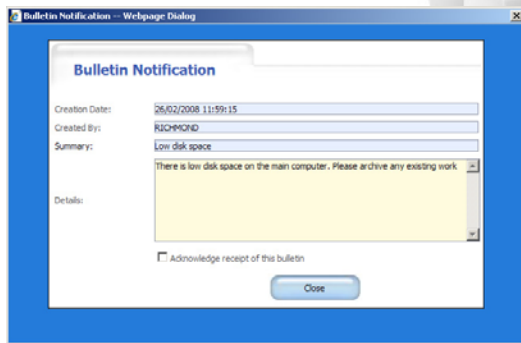 Bulletin Notification -- Webpage Dialog
Bulletin Notification
Creation Date: 26/02/2008 11:59:15
Created By: RICHMOND
Summary: Low disk space
There is low disk space on the main computer. Please archive any existing work
Details:
Acknowledge receipt of this bulletin
Close